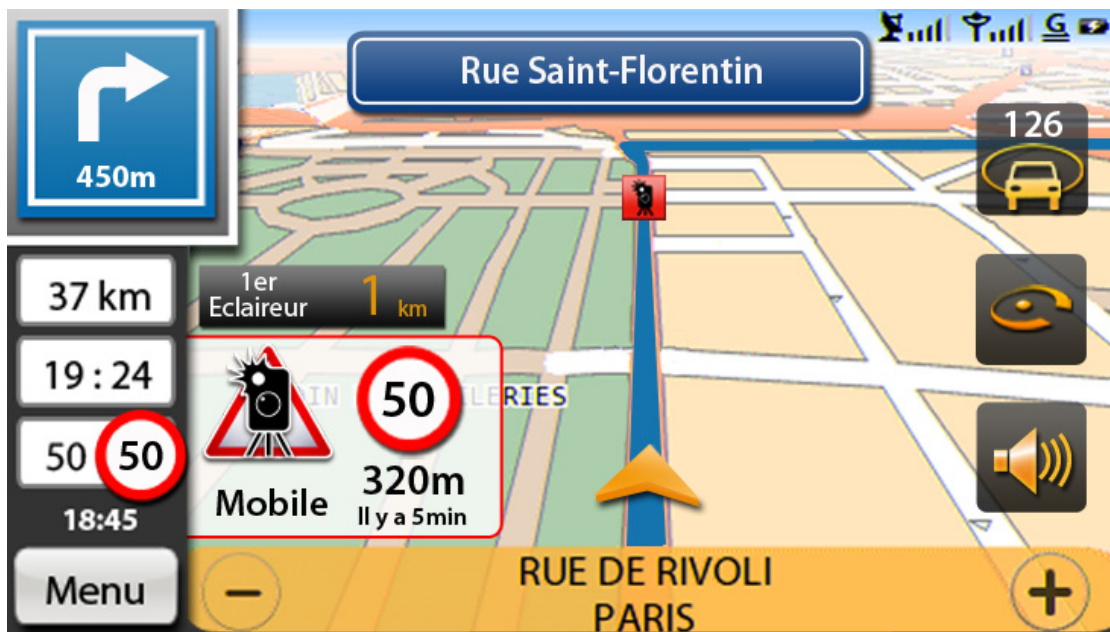 Rue Saint-Florentin
G
450m
126
37 km
1er
Eclaireur
1 km
19 : 24
50
50
50
ERIES
Mobile
320m
Il y a 5min
18:45
Menu
RUE DE RIVOLI
PARIS